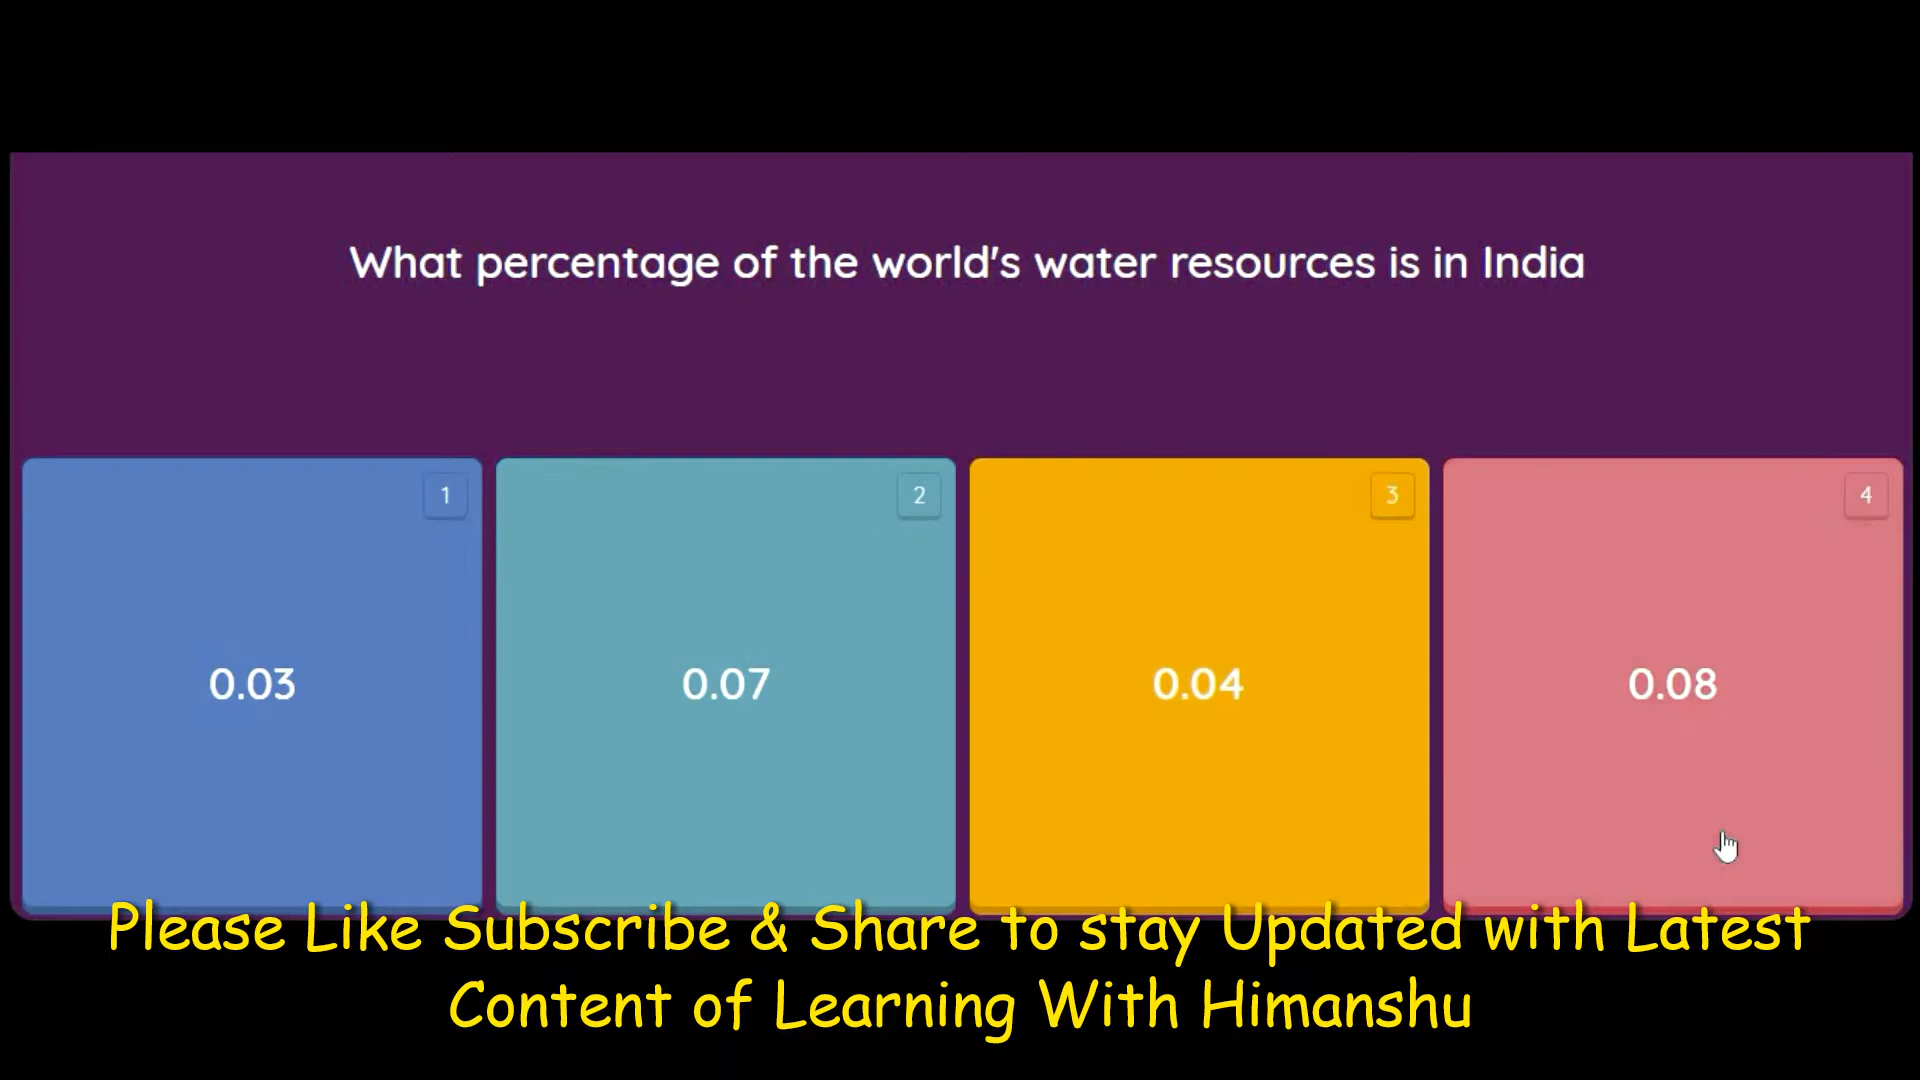 What percentage of the world's water resources is in India
1
2
3
4
0.03
0.07
0.04
0.08
Please Like Subscribe & Share to stay Updated with Latest
Content of Learning With Himanshu